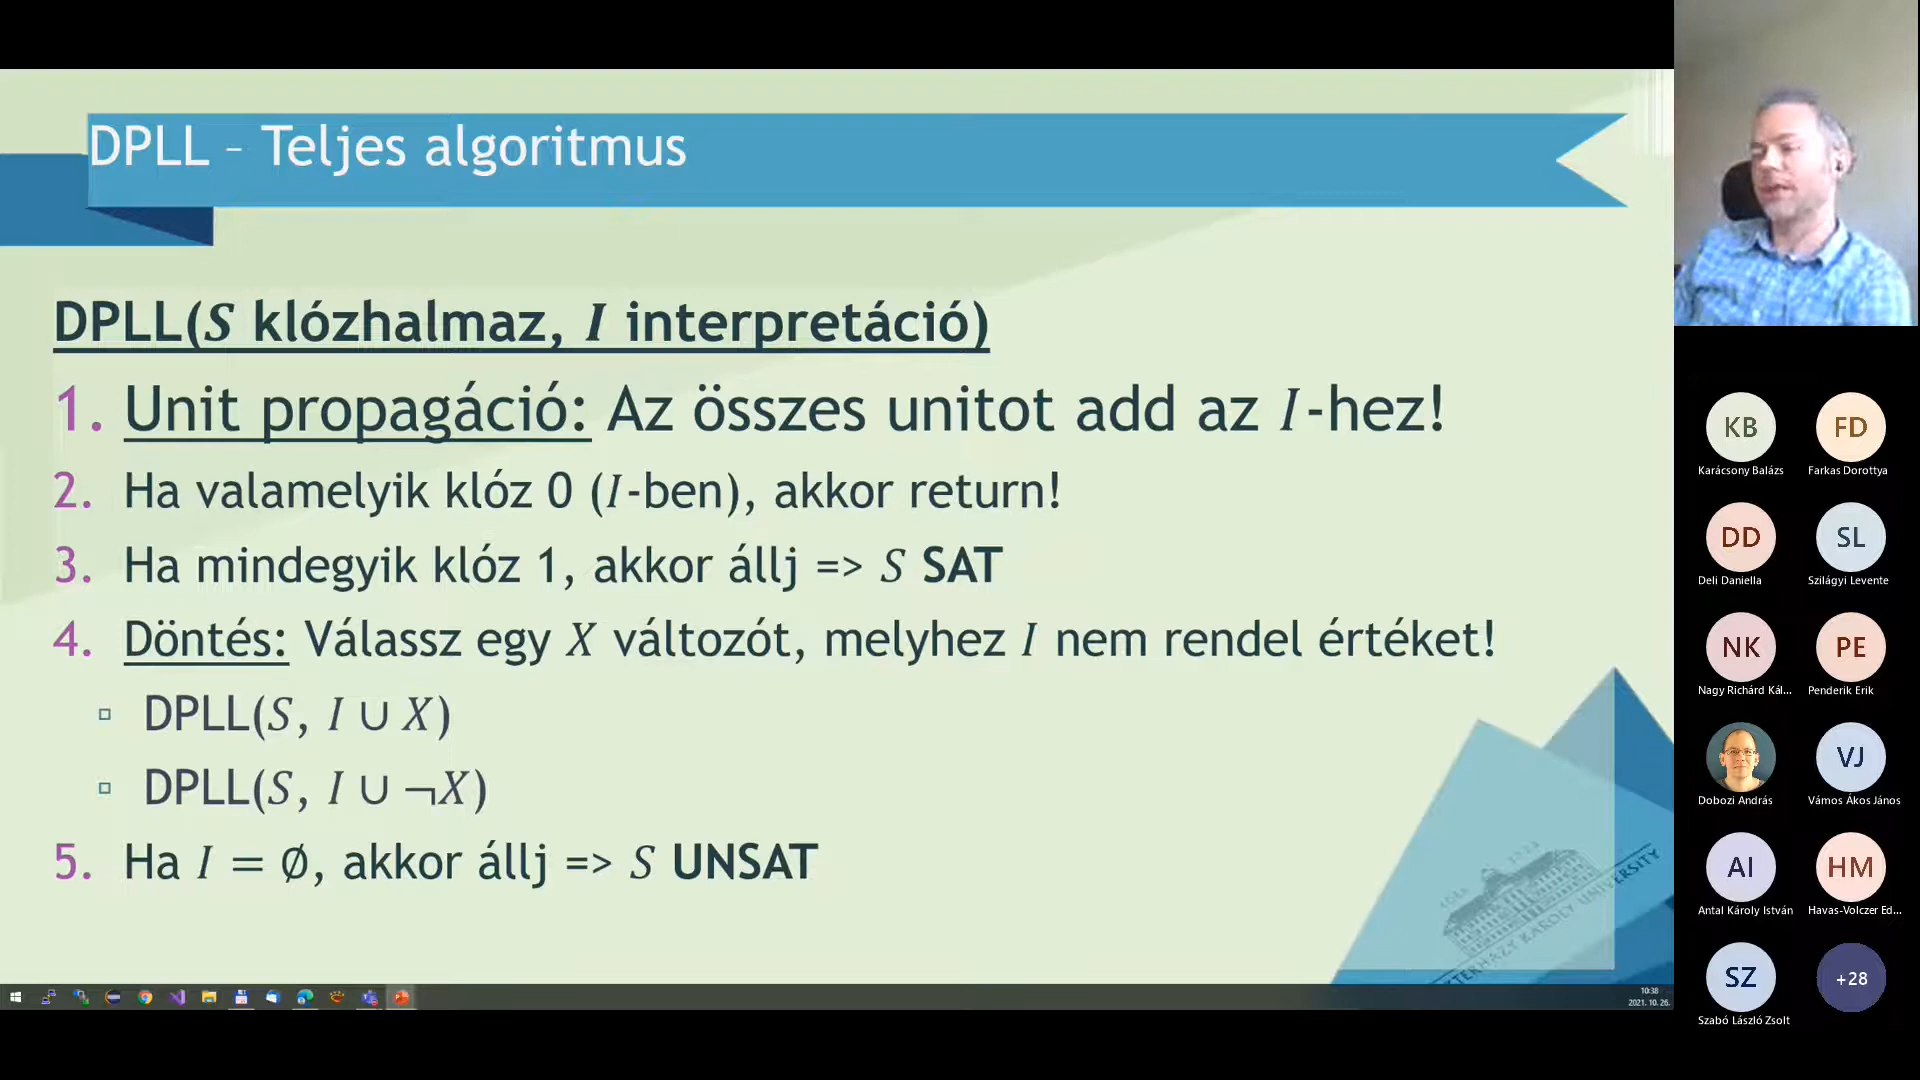 DPLL – Teljes algoritmus
DPLL(S klózhalmaz, I interpretáció)
1. Unit propagáció: Az összes unitot add az I-hez!
2. Ha valamelyik klóz 0 (I-ben), akkor return!
3. Ha mindegyik klóz 1, akkor állj => S SAT
4. Döntés: Válassz egy X változót, melyhez I nem rendel értéket!
▫ DPLL(S, I ∪ X)
▫ DPLL(S, I ∪ ¬X)
5. Ha I = ∅, akkor állj => S UNSAT
KÁROLY UNIVERSITY
10:38
2021. 10. 26.
KB
Karácsony Balázs
FD
Farkas Dorottya
DD
Deli Daniella
SL
Szilágyi Levente
NK
Nagy Richárd Kál...
PE
Penderik Erik
Dobozi András
VJ
Vámos Ákos János
AI
Antal Károly István
HM
Havas-Volczer Ed...
SZ
Szabó László Zsolt
+28